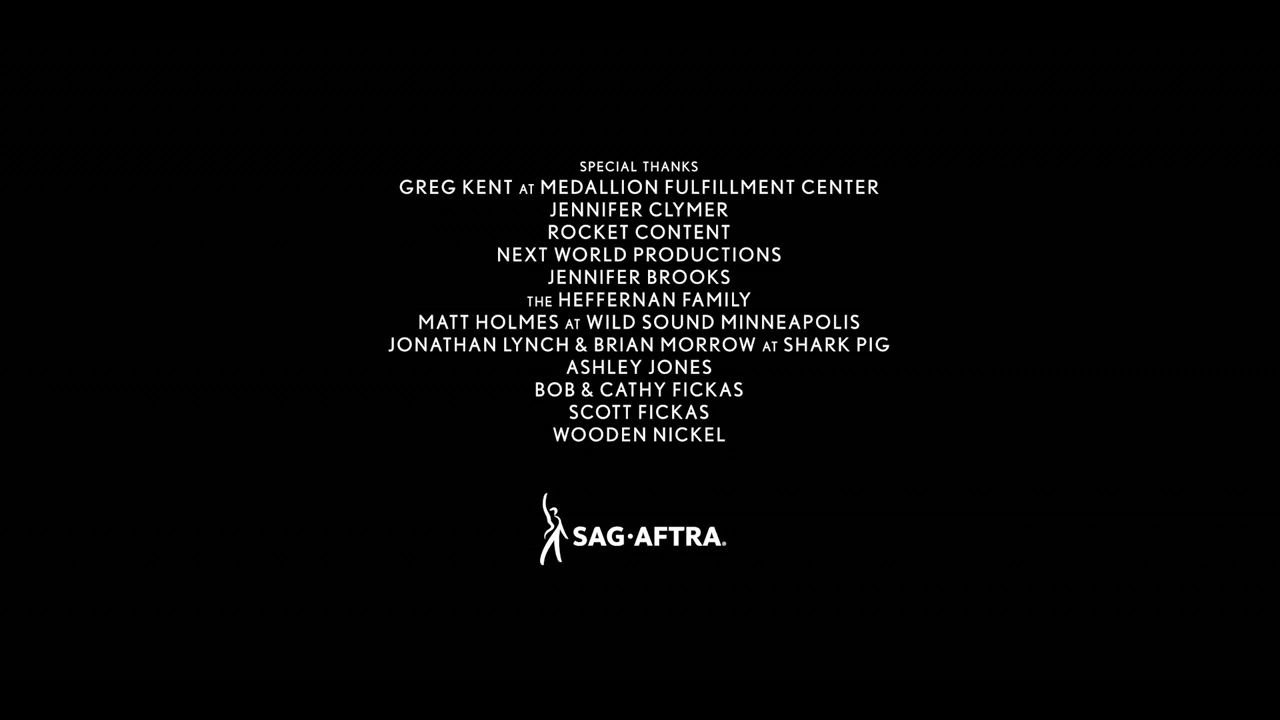 SPECIAL THANKS
GREG KENT AT MEDALLION FULFILLMENT CENTER
JENNIFER CLYMER
ROCKET CONTENT
NEXT WORLD PRODUCTIONS
JENNIFER BROOKS
THE HEFFERNAN FAMILY
MATT HOLMES AT WILD SOUND MINNEAPOLIS
JONATHAN LYNCH & BRIAN MORROW AT SHARK PIG
ASHLEY JONES
BOB & CATHY FICKAS
SCOTT FICKAS
WOODEN NICKEL
SAG·AFTRA®